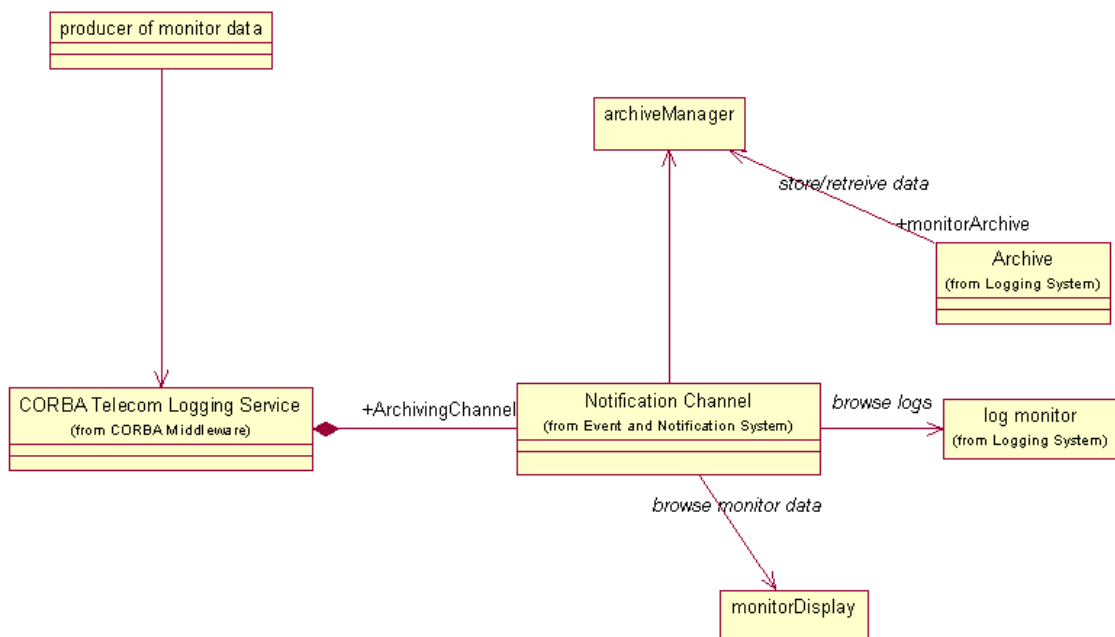 producer of monitor data
archiveManager
store/retreive data
+monitorArchive
Archive
(from Logging System)
CORBA Telecom Logging Service
(from CORBA Middleware)
+ArchivingChannel
Notification Channel
(from Event and Notification System)
browse logs
log monitor
(from Logging System)
browse monitor data
monitorDisplay